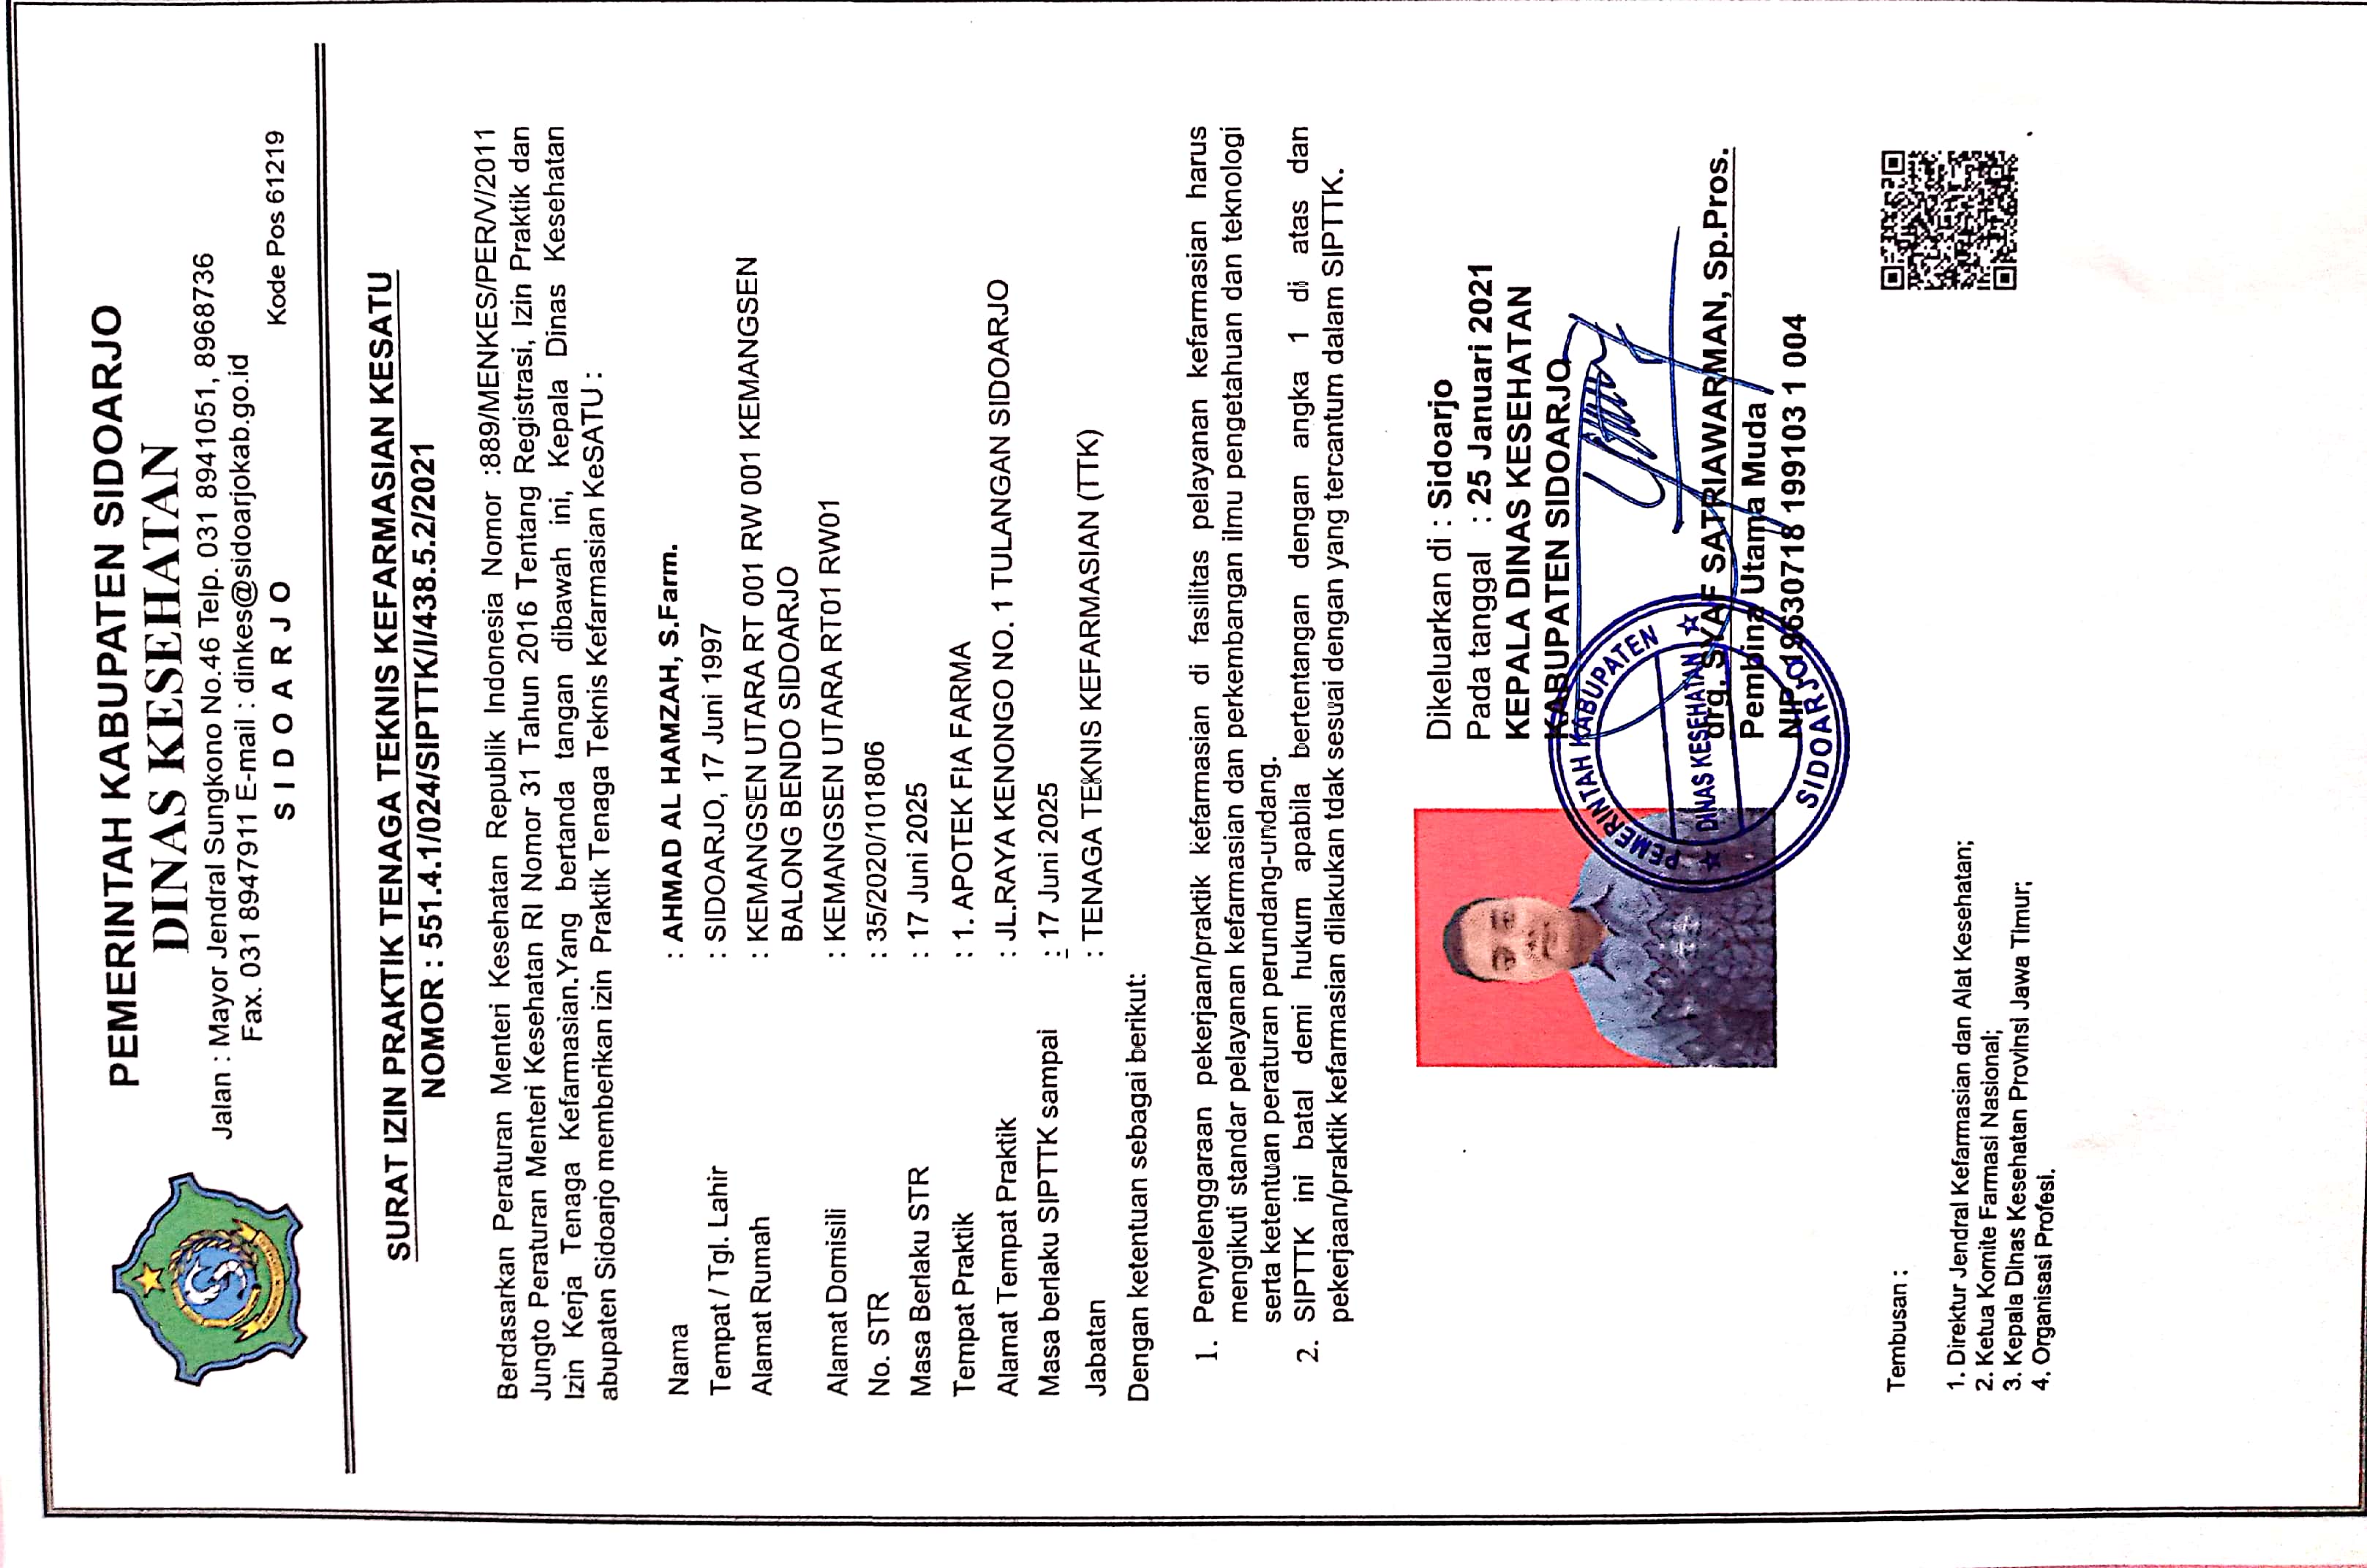 PEMERINTAH KABUPATEN SIDOARJO
DINAS KESEHATAN
Jalan : Mayor Jendral Sungkono No.46 Telp. 031 8941051, 8968736
Fax. 031 8947911 E-mail : dinkes@sidoarjokab.go.id
S I D O A R J O
Kode Pos 61219
SURAT IZIN PRAKTIK TENAGA TEKNIS KEFARMASIAN KESATU
NOMOR : 551.4.1/024/SIPTTK/I/438.5.2/2021
Berdasarkan Peraturan Menteri Kesehatan Republik Indonesia Nomor :889/MENKES/PER/V/2011
Jungto Peraturan Menteri Kesehatan RI Nomor 31 Tahun 2016 Tentang Registrasi, Izin Praktik dan
Izin Kerja Tenaga Kefarmasian.Yang bertanda tangan dibawah ini, Kepala Dinas Kesehatan
abupaten Sidoarjo memberikan izin Praktik Tenaga Teknis Kefarmasian KeSATU :
Nama : AHMAD AL HAMZAH, S.Farm.
Tempat / Tgl. Lahir : SIDOARJO, 17 Juni 1997
Alamat Rumah : KEMANGSEN UTARA RT 001 RW 001 KEMANGSEN
BALONG BENDO SIDOARJO
Alamat Domisili : KEMANGSEN UTARA RT01 RW01
No. STR : 35/2020/101806
Masa Berlaku STR : 17 Juni 2025
Tempat Praktik : 1. APOTEK FIA FARMA
Alamat Tempat Praktik : JL.RAYA KENONGO NO. 1 TULANGAN SIDOARJO
Masa berlaku SIPTTK sampai : 17 Juni 2025
Jabatan : TENAGA TEKNIS KEFARMASIAN (TTK)
Dengan ketentuan sebagai berikut:
1. Penyelenggaraan pekerjaan/praktik kefarmasian di fasilitas pelayanan kefarmasian harus
mengikuti standar pelayanan kefarmasian dan perkembangan ilmu pengetahuan dan teknologi
serta ketentuan peraturan perundang-undang.
2. SIPTTK ini batal demi hukum apabila bertentangan dengan angka 1 di atas dan
pekerjaan/praktik kefarmasian dilakukan tdak sesuai dengan yang tercantum dalam SIPTTK.
Dikeluarkan di : Sidoarjo
Pada tanggal : 25 Januari 2021
KEPALA DINAS KESEHATAN
KABUPATEN SIDOARJO
PEMERINTAH KABUPATEN
DINAS KESEHATAN
SIDOARJO
drg. SYAF SATRIAWARMAN, Sp.Pros.
Pembina Utama Muda
NIP. 19630718 199103 1 004
Tembusan :
1. Direktur Jendral Kefarmasian dan Alat Kesehatan;
2. Ketua Komite Farmasi Nasional;
3. Kepala DInas Kesehatan ProvinsI Jawa TImur;
4. Organisasi Profesi.